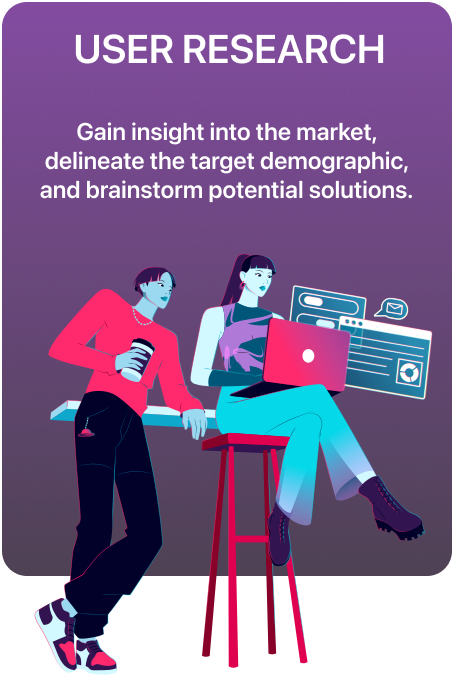 USER RESEARCH
Gain insight into the market,
delineate the target demographic,
and brainstorm potential solutions.